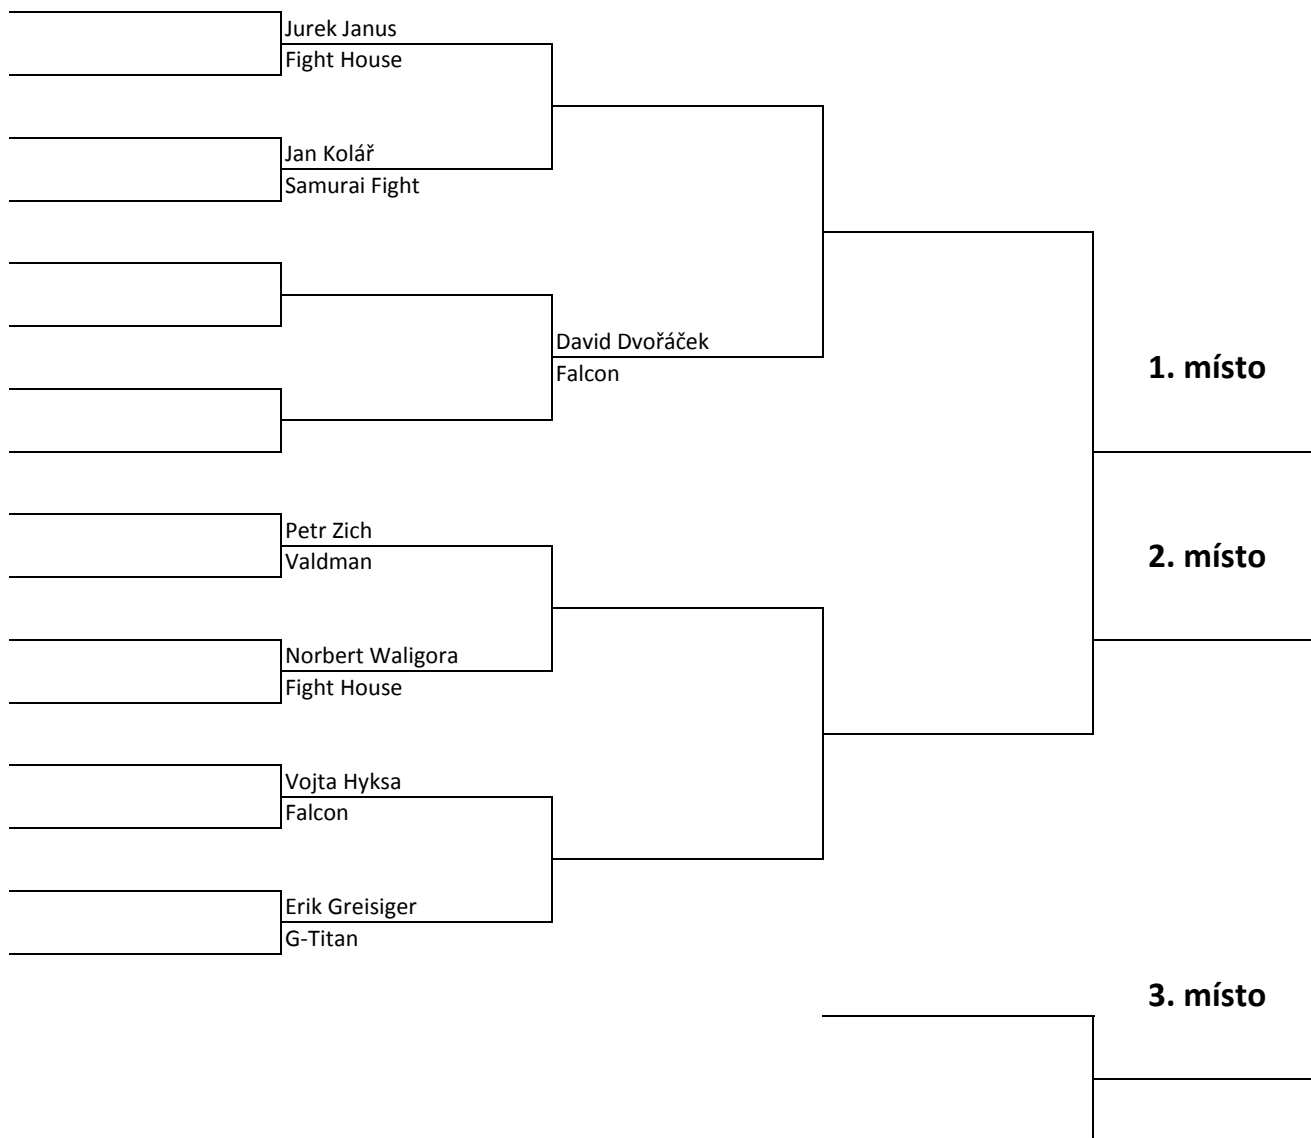 Jurek Janus
Fight House
Jan Kolář
Samurai Fight
David Dvořáček
Falcon
1. místo
Petr Zich
Valdman
2. místo
Norbert Waligora
Fight House
Vojta Hyksa
Falcon
Erik Greisiger
G-Titan
3. místo